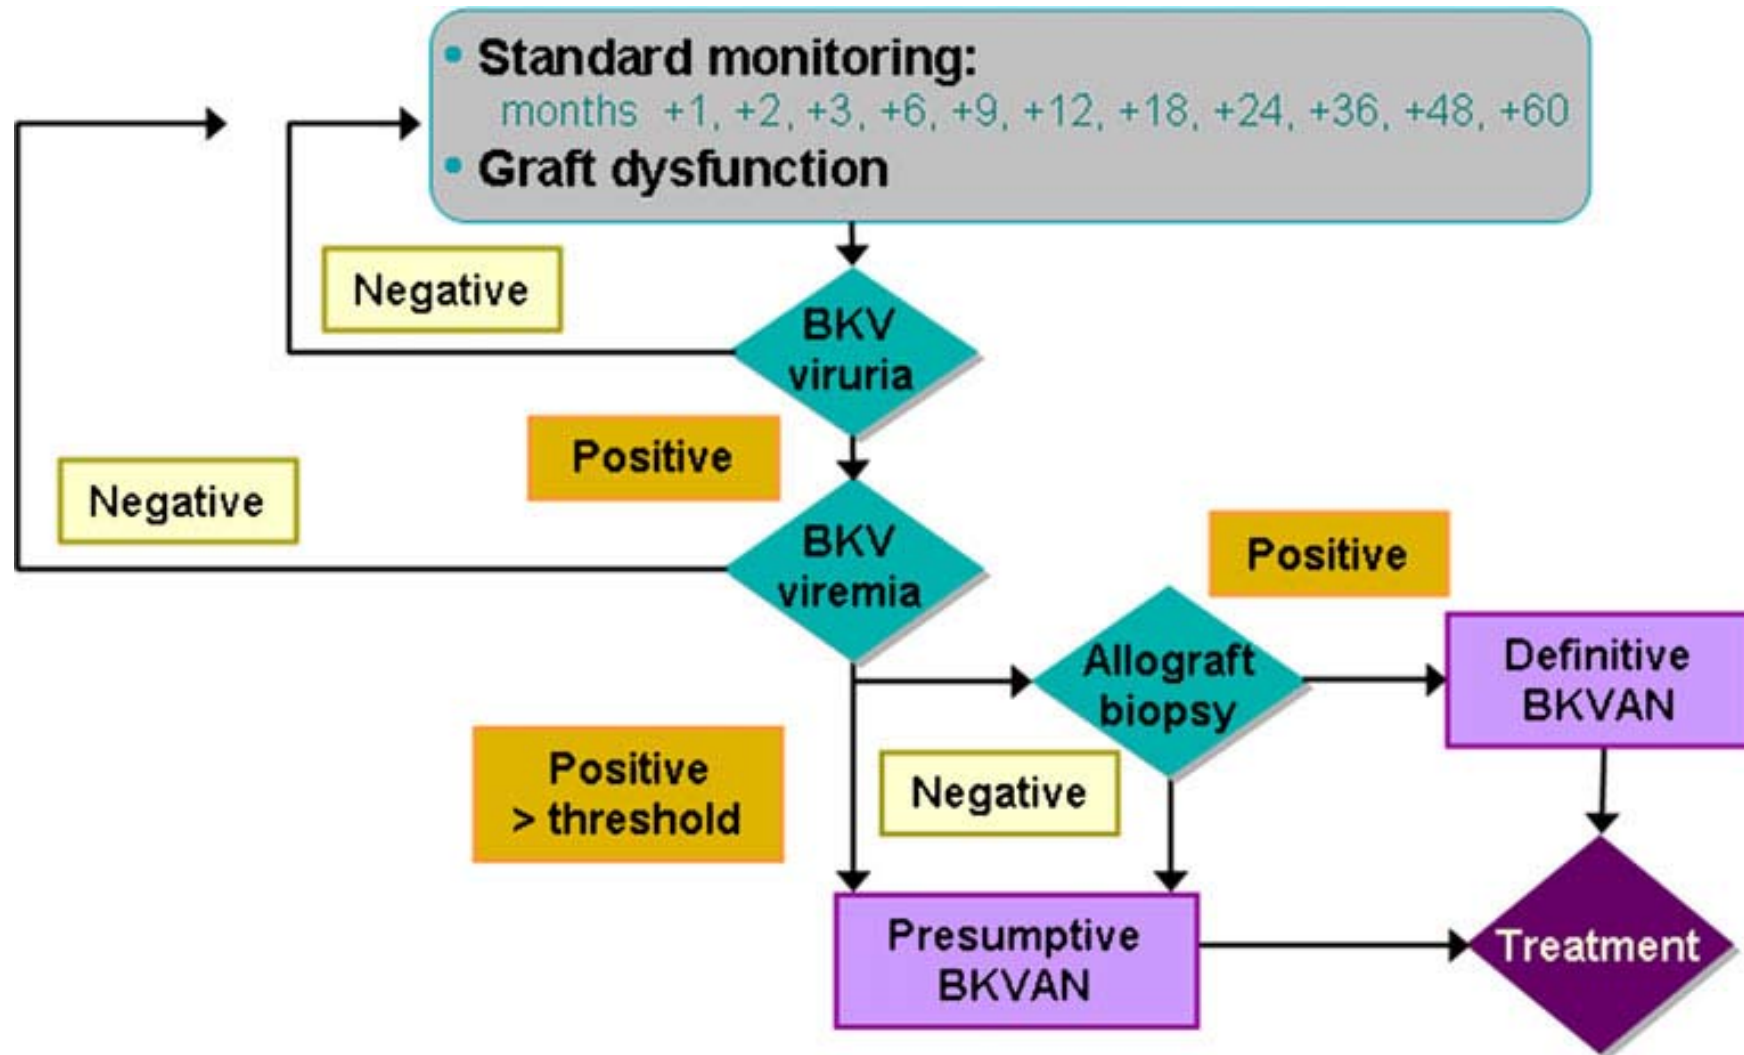 • Standard monitoring:
months +1, +2, +3, +6, +9, +12, +18, +24, +36, +48, +60
• Graft dysfunction
Negative
BKV
viruria
Positive
Negative
BKV
viremia
Positive
Allograft
biopsy
Definitive
BKVAN
Positive
> threshold
Negative
Presumptive
BKVAN
Treatment